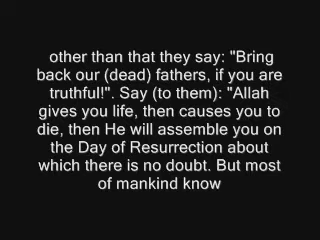 other than that they say: "Bring
back our (dead) fathers, if you are
truthful!". Say (to them): "Allah
gives you life, then causes you to
die, then He will assemble you on
the Day of Resurrection about
which there is no doubt. But most
of mankind know